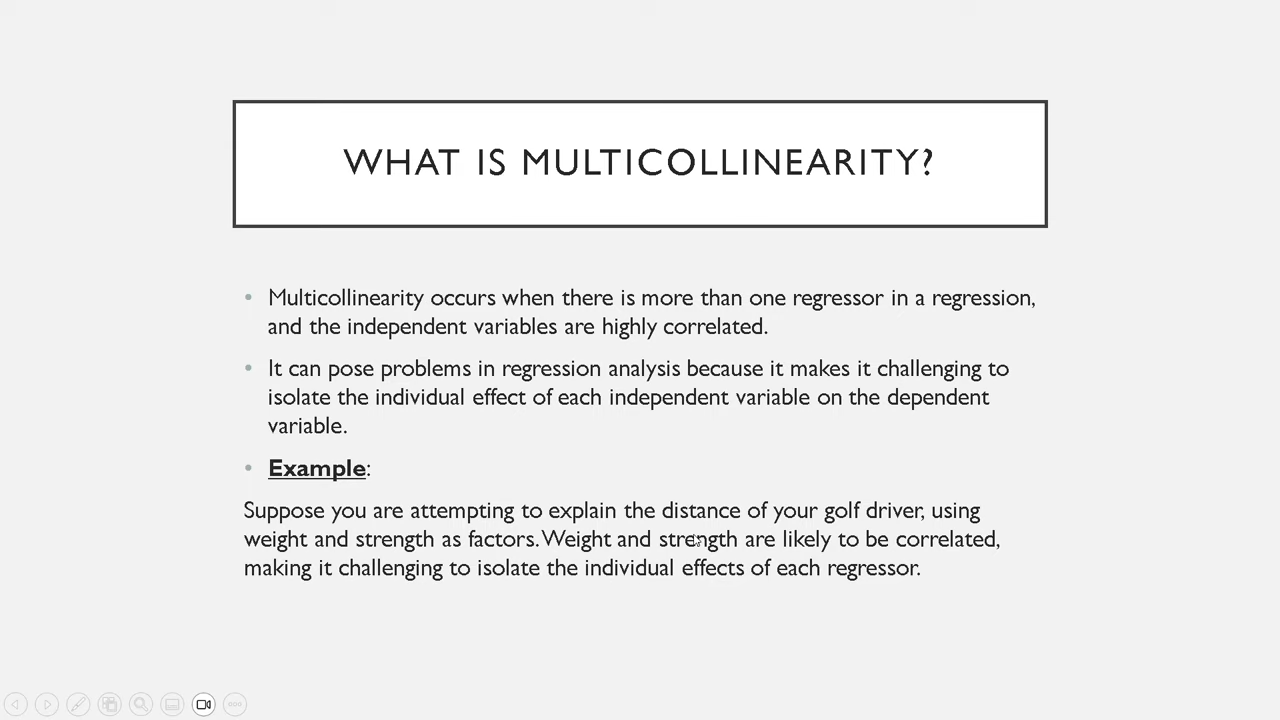 WHAT IS MULTICOLLINEARITY?
• Multicollinearity occurs when there is more than one regressor in a regression,
and the independent variables are highly correlated.
• It can pose problems in regression analysis because it makes it challenging to
isolate the individual effect of each independent variable on the dependent
variable.
• Example:
Suppose you are attempting to explain the distance of your golf driver, using
weight and strength as factors. Weight and strength are likely to be correlated,
making it challenging to isolate the individual effects of each regressor.